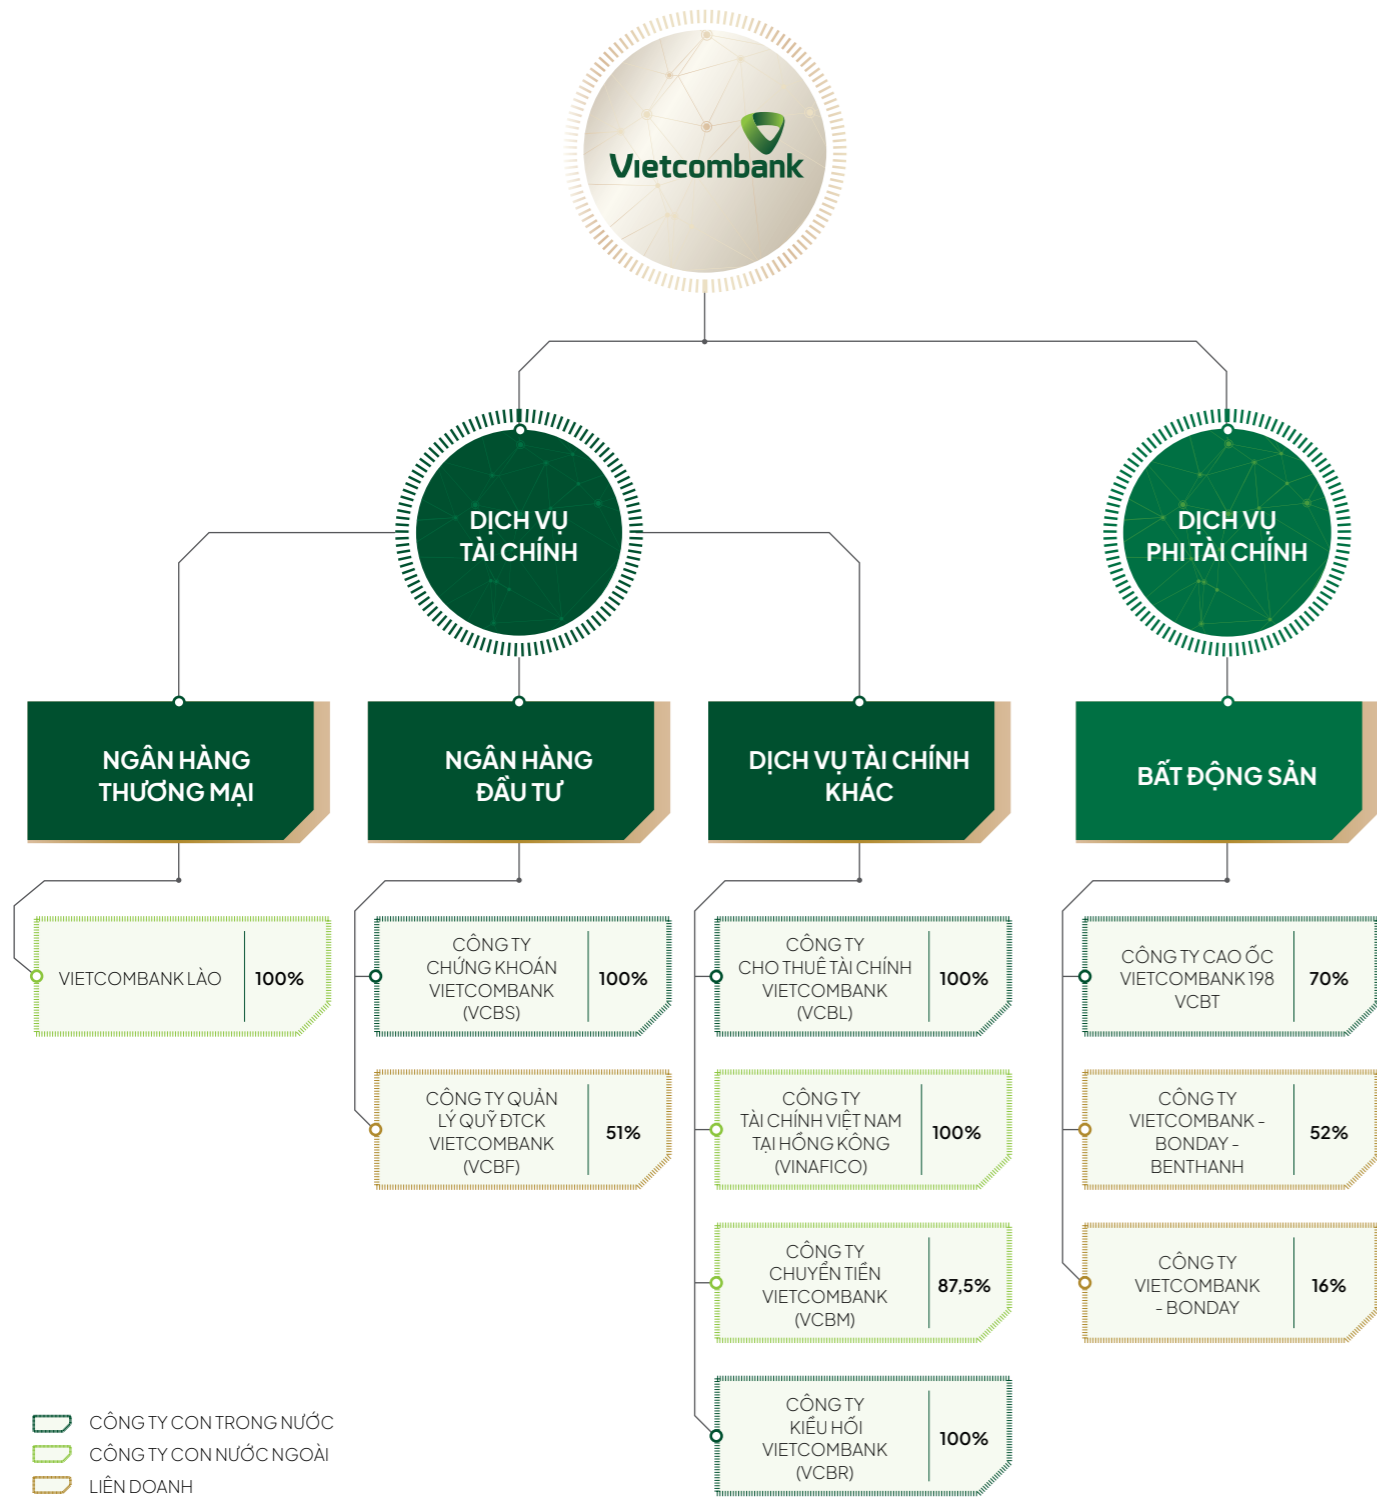 Vietcombank
DỊCH VỤ
TÀI CHÍNH
DỊCH VỤ
PHI TÀI CHÍNH
NGÂN HÀNG
THƯƠNG MẠI
NGÂN HÀNG
ĐẦU TƯ
DỊCH VỤ TÀI CHÍNH
KHÁC
BẤT ĐỘNG SẢN
VIETCOMBANK LÀO
100%
CÔNG TY
CHỨNG KHOÁN
VIETCOMBANK
(VCBS)
100%
CÔNG TY QUẢN
LÝ QUỸ ĐTCK
VIETCOMBANK
(VCBF)
51%
CÔNG TY
CHO THUÊ TÀI CHÍNH
VIETCOMBANK
(VCBL)
100%
CÔNG TY
TÀI CHÍNH VIỆT NAM
TẠI HỒNG KÔNG
(VINAFICO)
100%
CÔNG TY
CHUYỂN TIỀN
VIETCOMBANK
(VCBM)
87,5%
CÔNG TY
KIỀU HỐI
VIETCOMBANK
(VCBR)
100%
CÔNG TY CAO ỐC
VIETCOMBANK 198
VCBT
70%
CÔNG TY
VIETCOMBANK -
BONDAY -
BENTHANH
52%
CÔNG TY
VIETCOMBANK
- BONDAY
16%
CÔNG TY CON TRONG NƯỚC
CÔNG TY CON NƯỚC NGOÀI
LIÊN DOANH